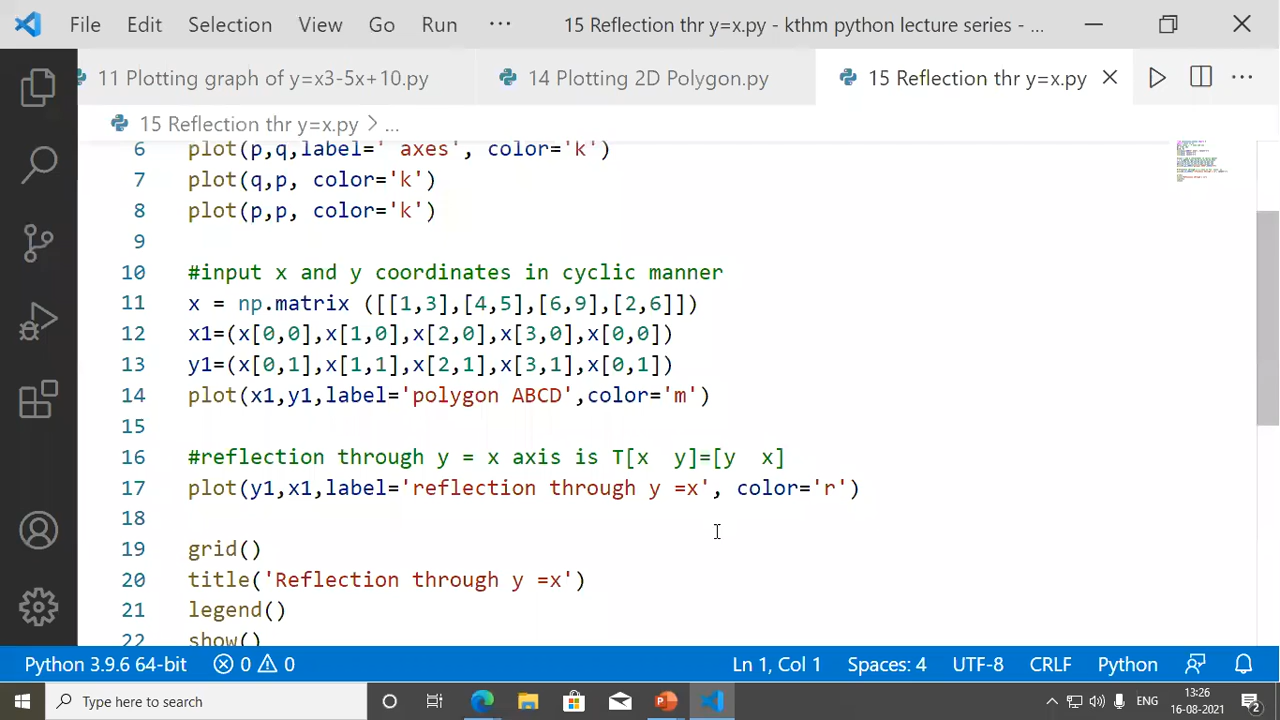 File Edit Selection View Go Run ··· 15 Reflection thr y=x.py - kthm python lecture series - ...
11 Plotting graph of y=x3-5x+10.py 14 Plotting 2D Polygon.py 15 Reflection thr y=x.py
15 Reflection thr y=x.py > ...
6 plot(p,q,label=' axes', color='k')
7 plot(q,p, color='k')
8 plot(p,p, color='k')
9
10 #input x and y coordinates in cyclic manner
11 x = np.matrix ([[1,3],[4,5],[6,9],[2,6]])
12 x1=(x[0,0],x[1,0],x[2,0],x[3,0],x[0,0])
13 y1=(x[0,1],x[1,1],x[2,1],x[3,1],x[0,1])
14 plot(x1,y1,label='polygon ABCD',color='m')
15
16 #reflection through y = x axis is T[x  y]=[y  x]
17 plot(y1,x1,label='reflection through y =x', color='r')
18
19 grid()
20 title('Reflection through y =x')
21 legend()
22 show()
Python 3.9.6 64-bit 0 0 Ln 1, Col 1 Spaces: 4 UTF-8 CRLF Python
Type here to search ENG 13:26
16-08-2021 2